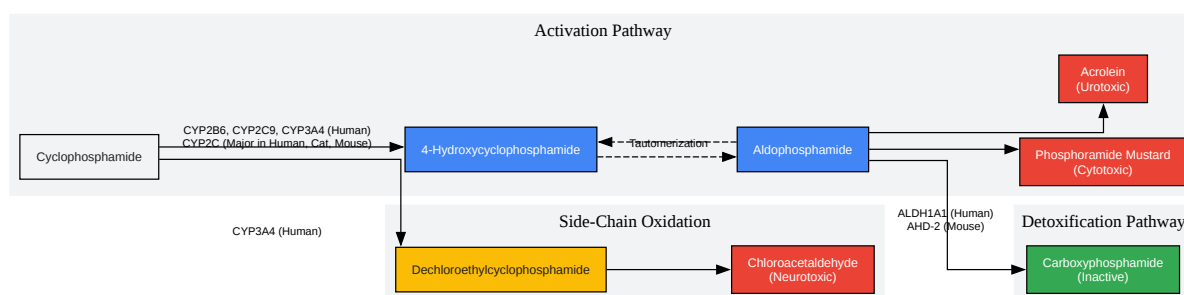 Activation Pathway
Acrolein
(Urotoxic)
CYP2B6, CYP2C9, CYP3A4 (Human)
CYP2C (Major in Human, Cat, Mouse)
Cyclophosphamide
4-Hydroxycyclophosphamide
Tautomerization
Aldophosphamide
Phosphoramide Mustard
(Cytotoxic)
CYP3A4 (Human)
Side-Chain Oxidation
ALDH1A1 (Human)
AHD-2 (Mouse)
Detoxification Pathway
Dechloroethylcyclophosphamide
Chloroacetaldehyde
(Neurotoxic)
Carboxyphosphamide
(Inactive)